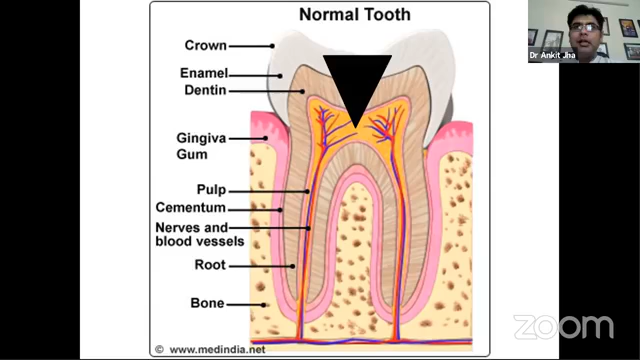 Normal Tooth
Crown
Enamel
Dentin
Gingiva
Gum
Pulp
Cementum
Nerves and
blood vessels
Root
Bone
© www.medindia.net
Dr Ankit Jha
zoom